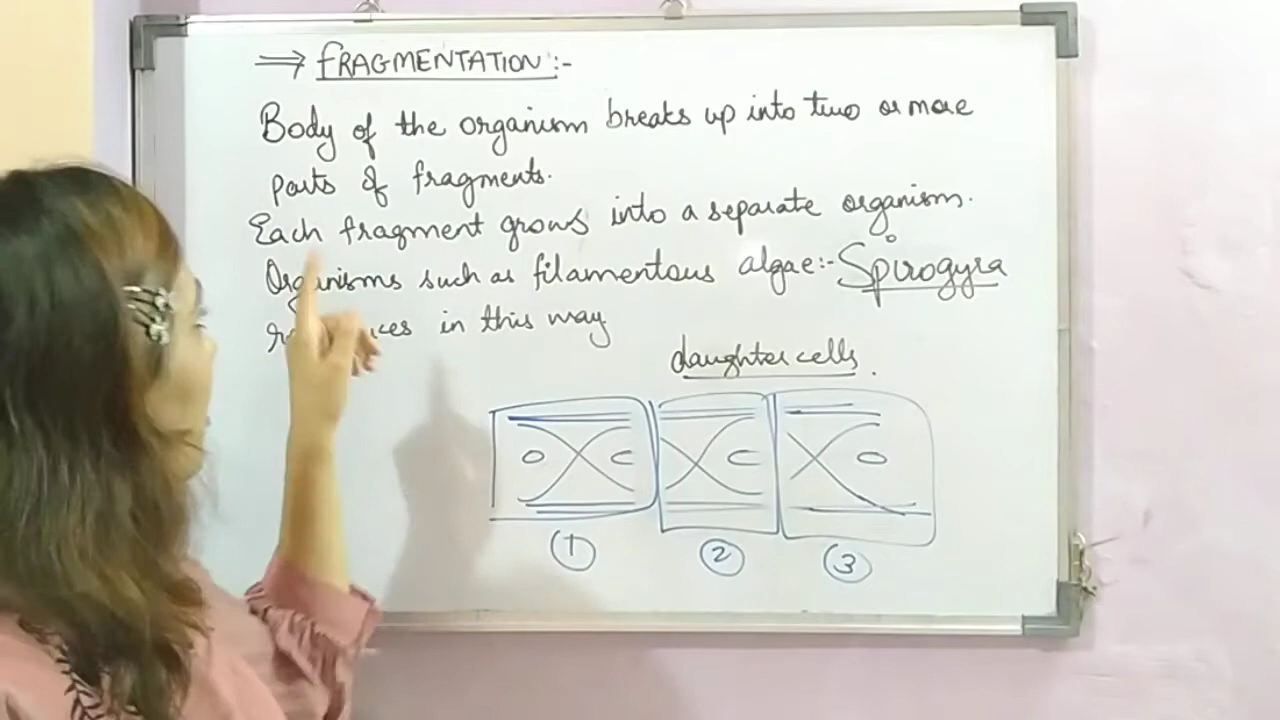 ⇒ FRAGMENTATION :-
Body of the organism breaks up into two or more
parts of fragments.
Each fragment grows into a separate organism.
Organisms such as filamentous algae:- Spirogyra
in this way
daughter cells.
1 2 3